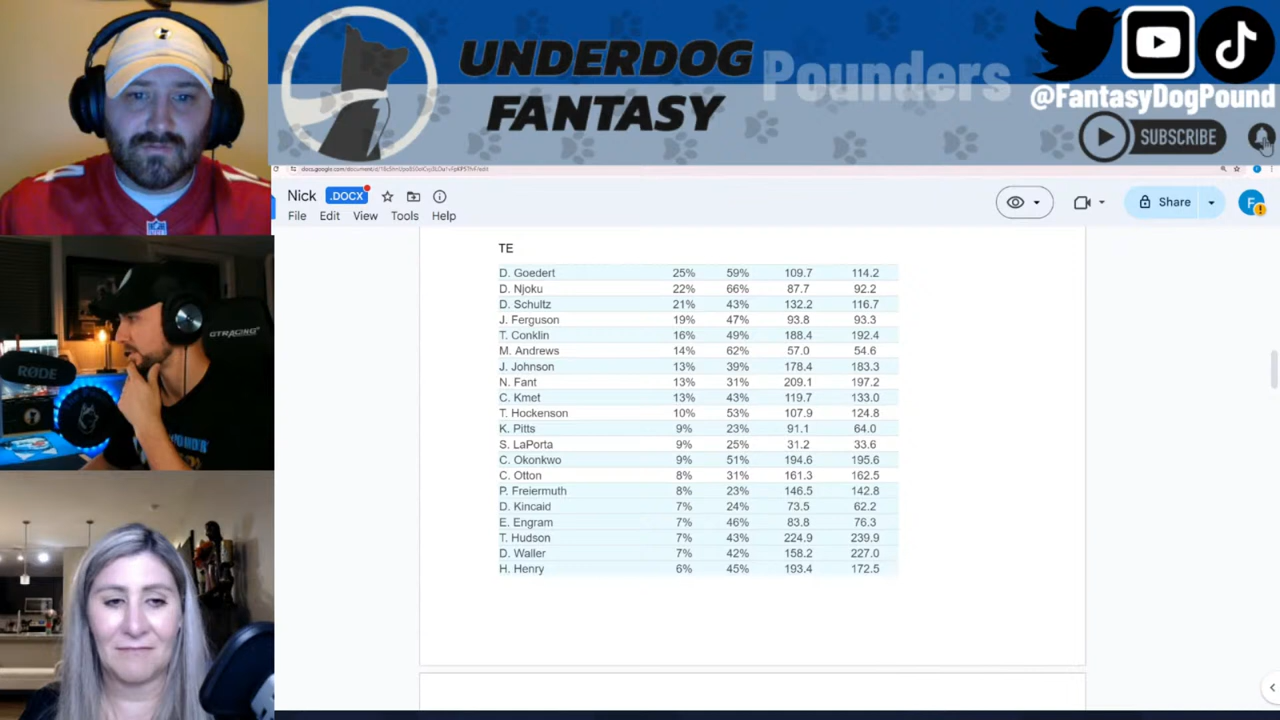 UNDERDOG
FANTASY
Pounders
@FantasyDogPound
SUBSCRIBE
Nick .DOCX
File Edit View Tools Help
Share
F
TE
D. Goedert 25% 59% 109.7 114.2
D. Njoku 22% 66% 87.7 92.2
D. Schultz 21% 43% 132.2 116.7
J. Ferguson 19% 47% 93.8 93.3
T. Conklin 16% 49% 188.4 192.4
M. Andrews 14% 62% 57.0 54.6
J. Johnson 13% 39% 178.4 183.3
N. Fant 13% 31% 209.1 197.2
C. Kmet 13% 43% 119.7 133.0
T. Hockenson 10% 53% 107.9 124.8
K. Pitts 9% 23% 91.1 64.0
S. LaPorta 9% 25% 31.2 33.6
C. Okonkwo 9% 51% 194.6 195.6
C. Otton 8% 31% 161.3 162.5
P. Freiermuth 8% 23% 146.5 142.8
D. Kincaid 7% 24% 73.5 62.2
E. Engram 7% 46% 83.8 76.3
T. Hudson 7% 43% 224.9 239.9
D. Waller 7% 42% 158.2 227.0
H. Henry 6% 45% 193.4 172.5
GTRACING
RØDE